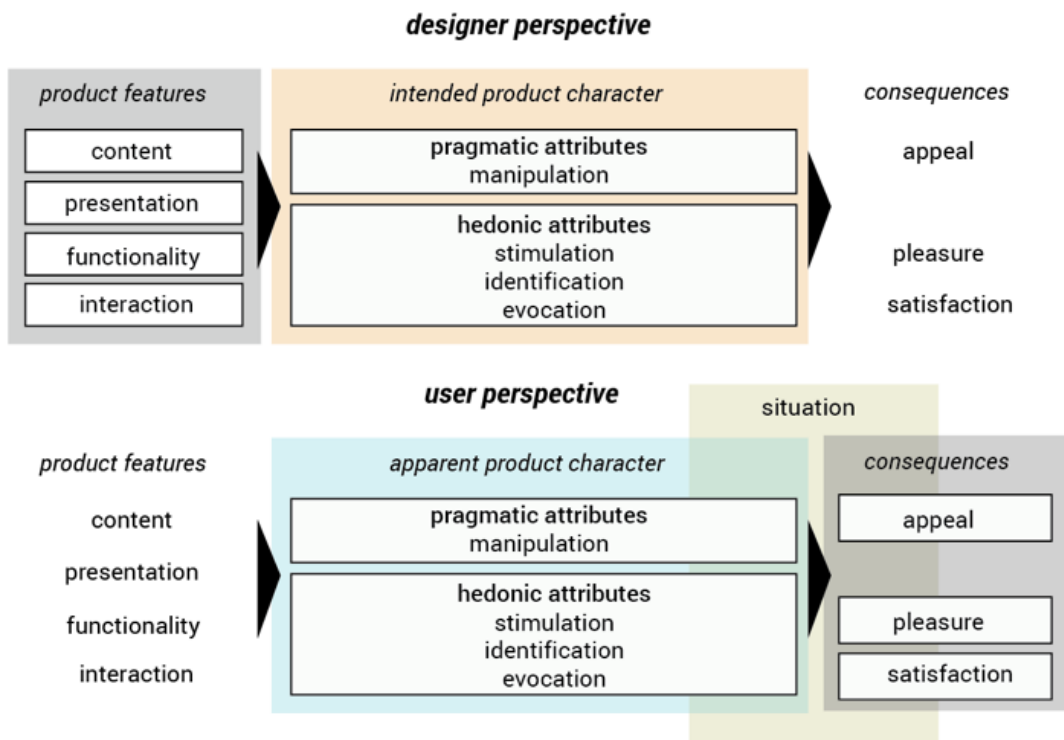 designer perspective
product features
content
presentation
functionality
interaction
intended product character
pragmatic attributes
manipulation
hedonic attributes
stimulation
identification
evocation
consequences
appeal
pleasure
satisfaction
user perspective
product features
content
presentation
functionality
interaction
apparent product character
pragmatic attributes
manipulation
hedonic attributes
stimulation
identification
evocation
situation
consequences
appeal
pleasure
satisfaction